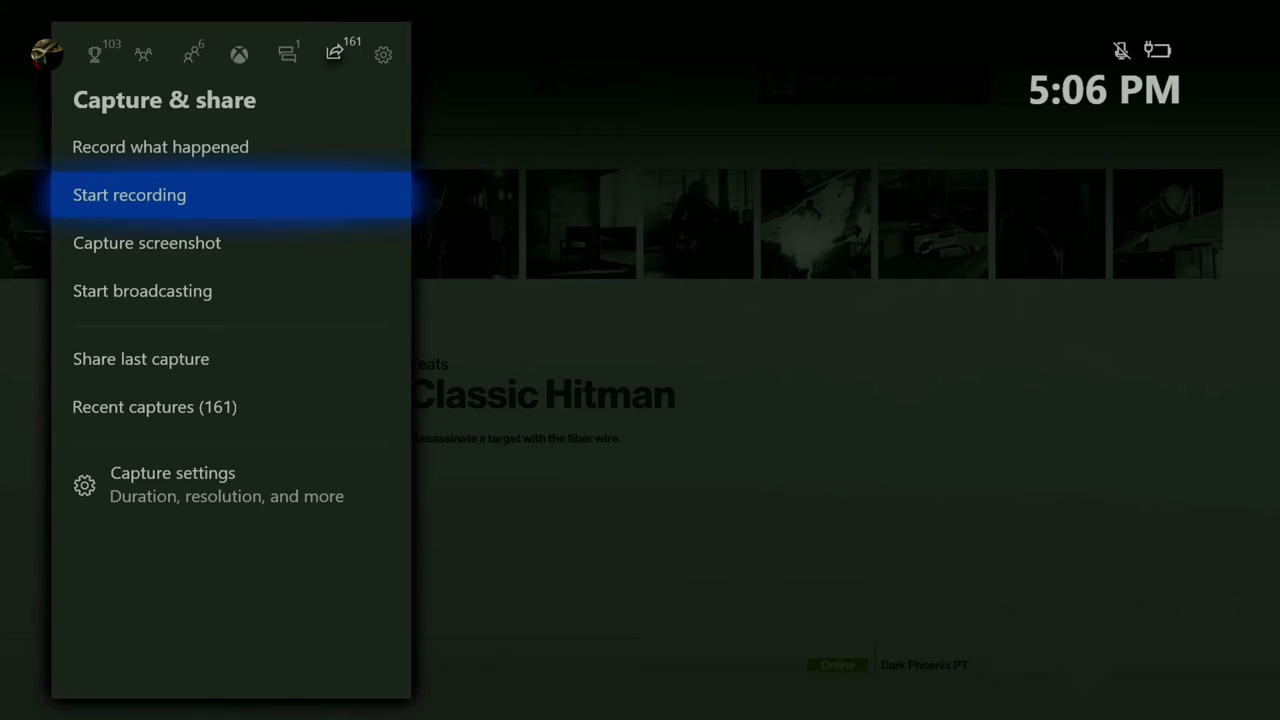 103
6
1
161
5:06 PM
Capture & share
Record what happened
Start recording
Capture screenshot
Start broadcasting
Share last capture
Recent captures (161)
Capture settings
Duration, resolution, and more
Feats
Classic Hitman
Assassinate a target with the fiber wire.
Online
Dark Phoenix PT